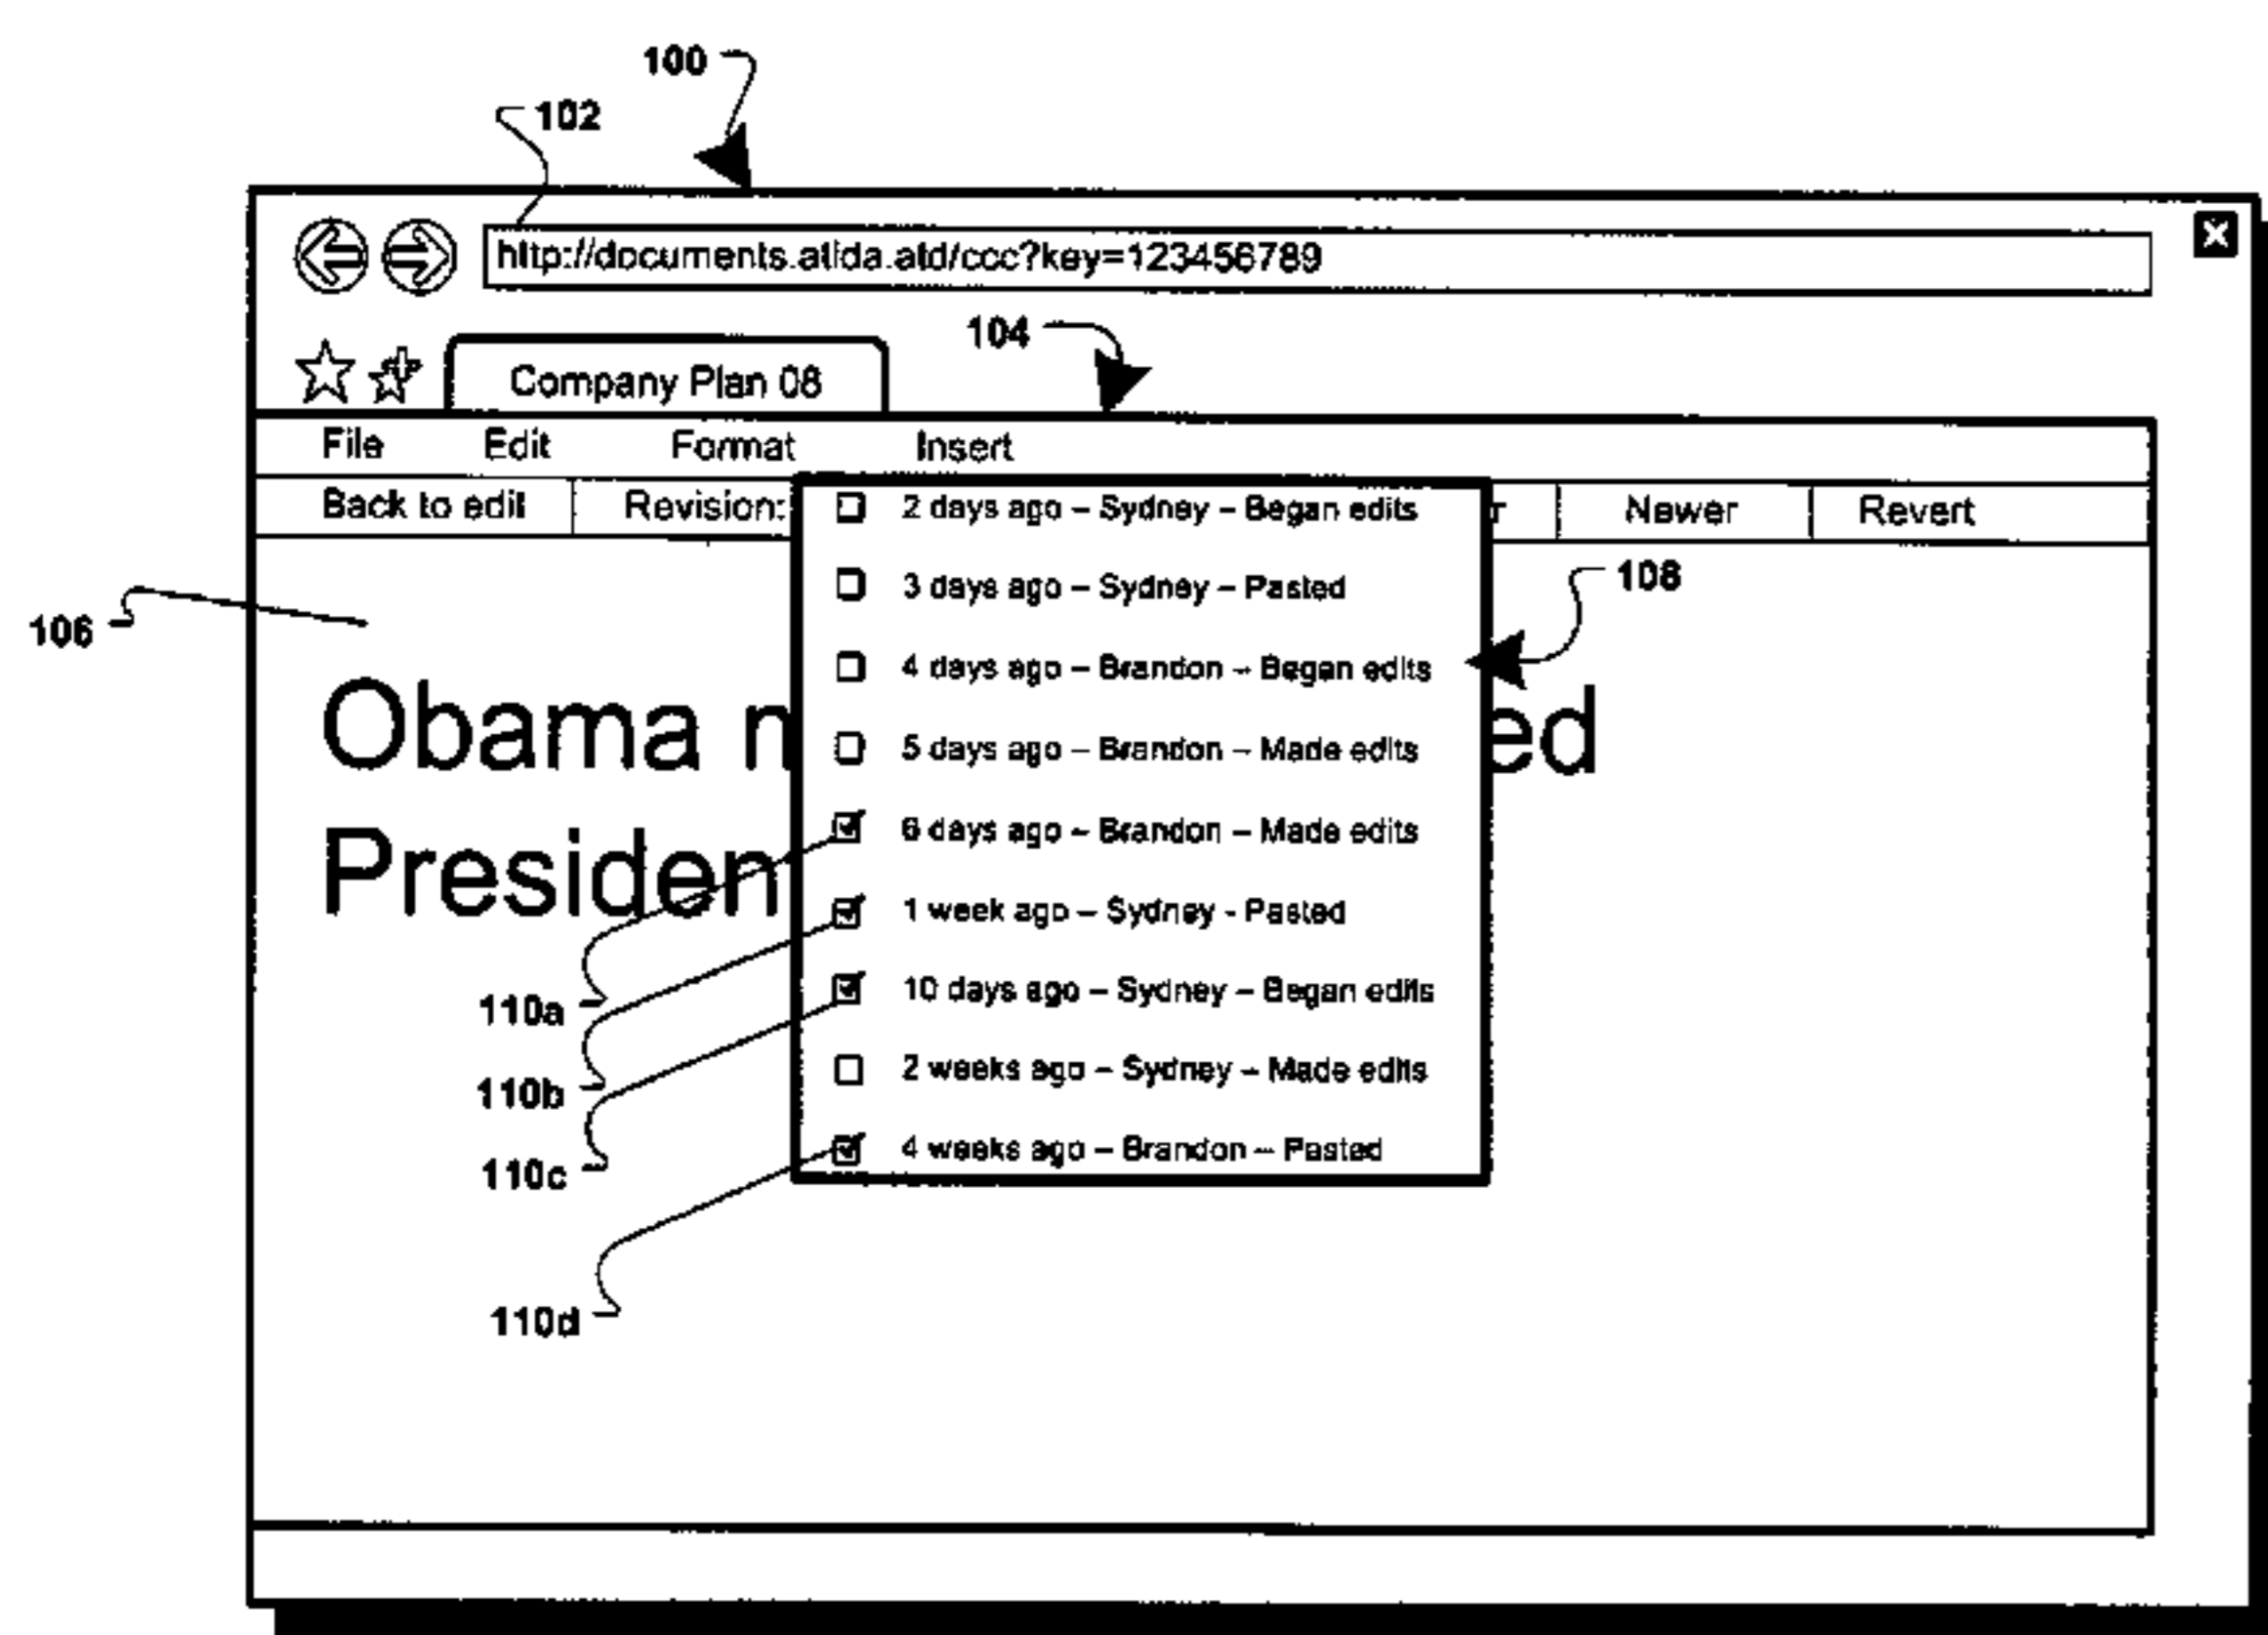 100
102
http://documents.atida.atd/ccc?key=123456789
104
Company Plan 08
File Edit Format Insert
Back to edit Revision: r Newer Revert
2 days ago – Sydney – Began edits
3 days ago – Sydney – Pasted
108
106
4 days ago – Brandon – Began edits
Obama n ed
5 days ago – Brandon – Made edits
6 days ago – Brandon – Made edits
Presiden
1 week ago – Sydney - Pasted
10 days ago – Sydney – Began edits
110a
2 weeks ago – Sydney – Made edits
110b
4 weeks ago – Brandon – Pasted
110c
110d